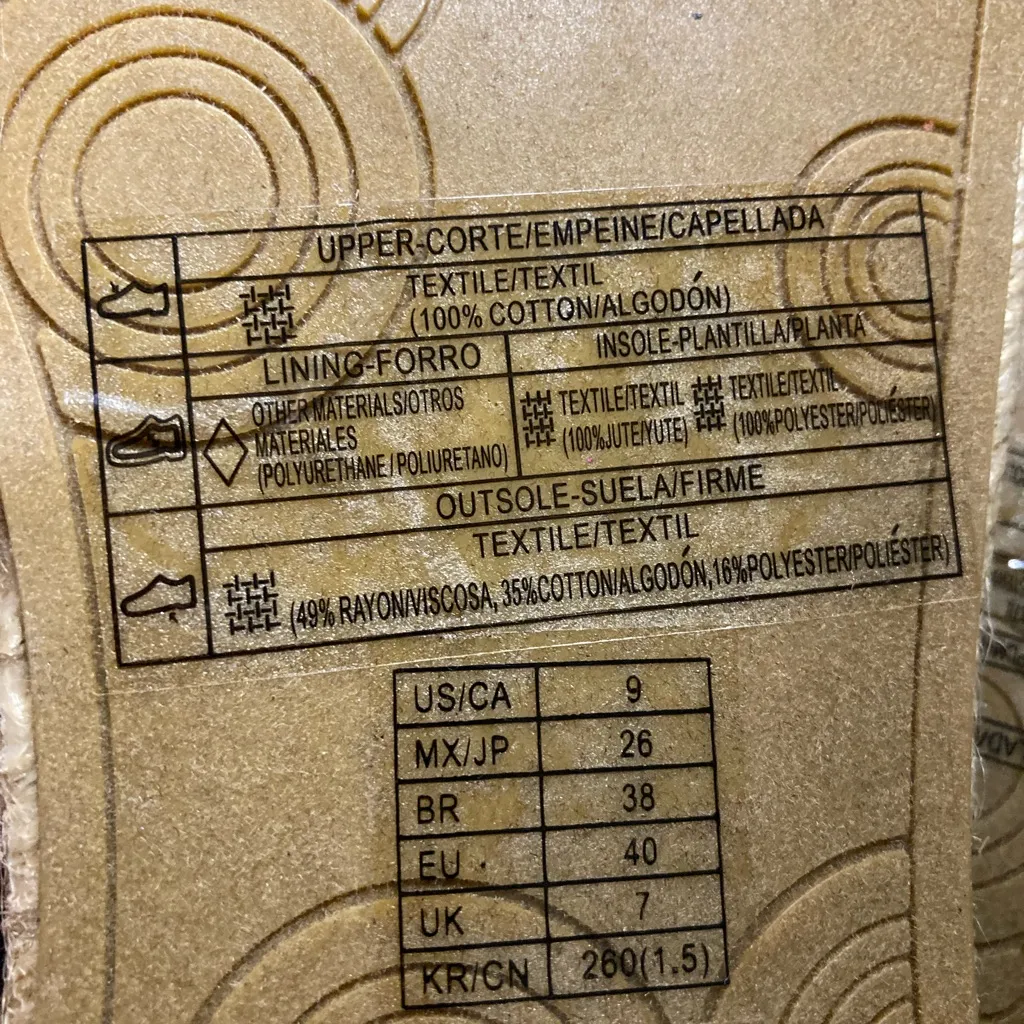 UPPER-CORTE/EMPEINE/CAPELLADA
TEXTILE/TEXTIL
(100% COTTON/ALGODÓN)
LINING-FORRO
INSOLE-PLANTILLA/PLANTA
OTHER MATERIALS/OTROS
MATERIALES
(POLYURETHANE/POLIURETANO)
TEXTILE/TEXTIL
(100%JUTE/YUTE)
TEXTILE/TEXTIL
(100%POLYESTER/POLIÉSTER)
OUTSOLE-SUELA/FIRME
TEXTILE/TEXTIL
(49% RAYON/VISCOSA, 35%COTTON/ALGODÓN,16%POLYESTER/POLIÉSTER)
US/CA 9
MX/JP 26
BR 38
EU 40
UK 7
KR/CN 260(1.5)